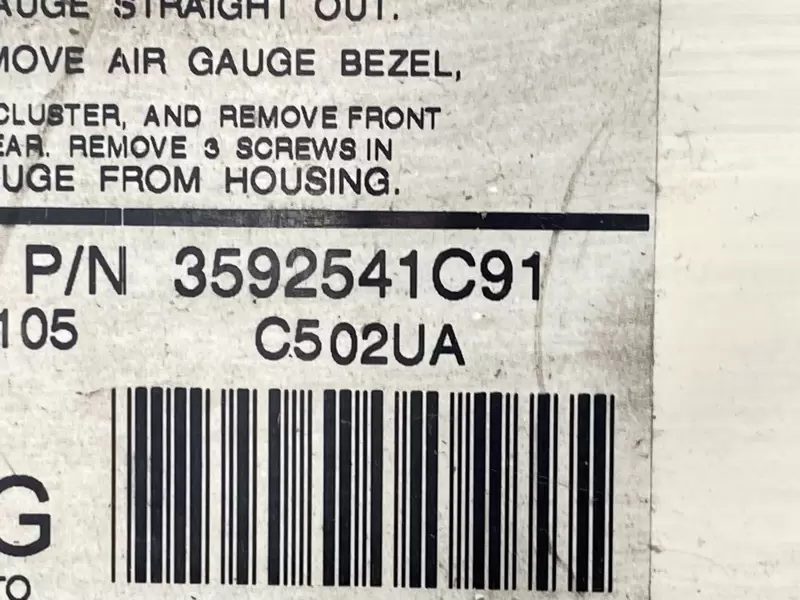 AUGE STRAIGHT OUT.
MOVE AIR GAUGE BEZEL,
CLUSTER, AND REMOVE FRONT
EAR. REMOVE 3 SCREWS IN
UGE FROM HOUSING.
P/N 3592541C91
105 C502UA
G
TO